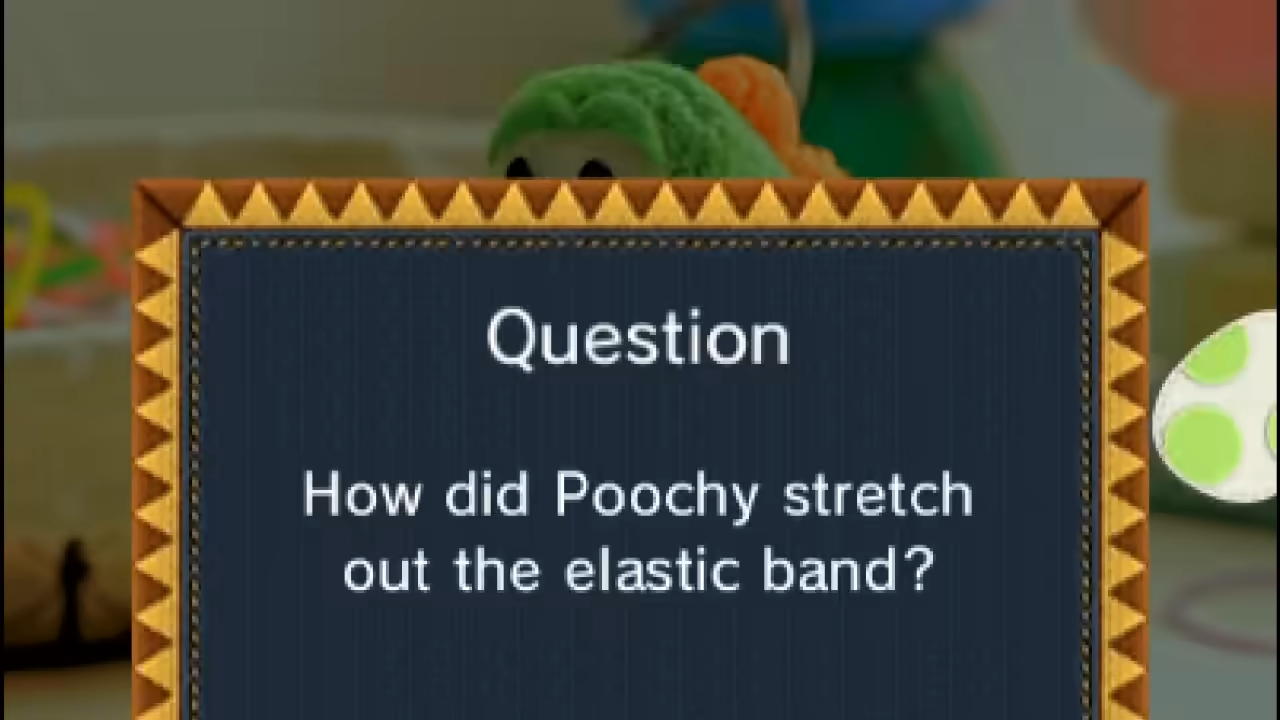 Question
How did Poochy stretch
out the elastic band?